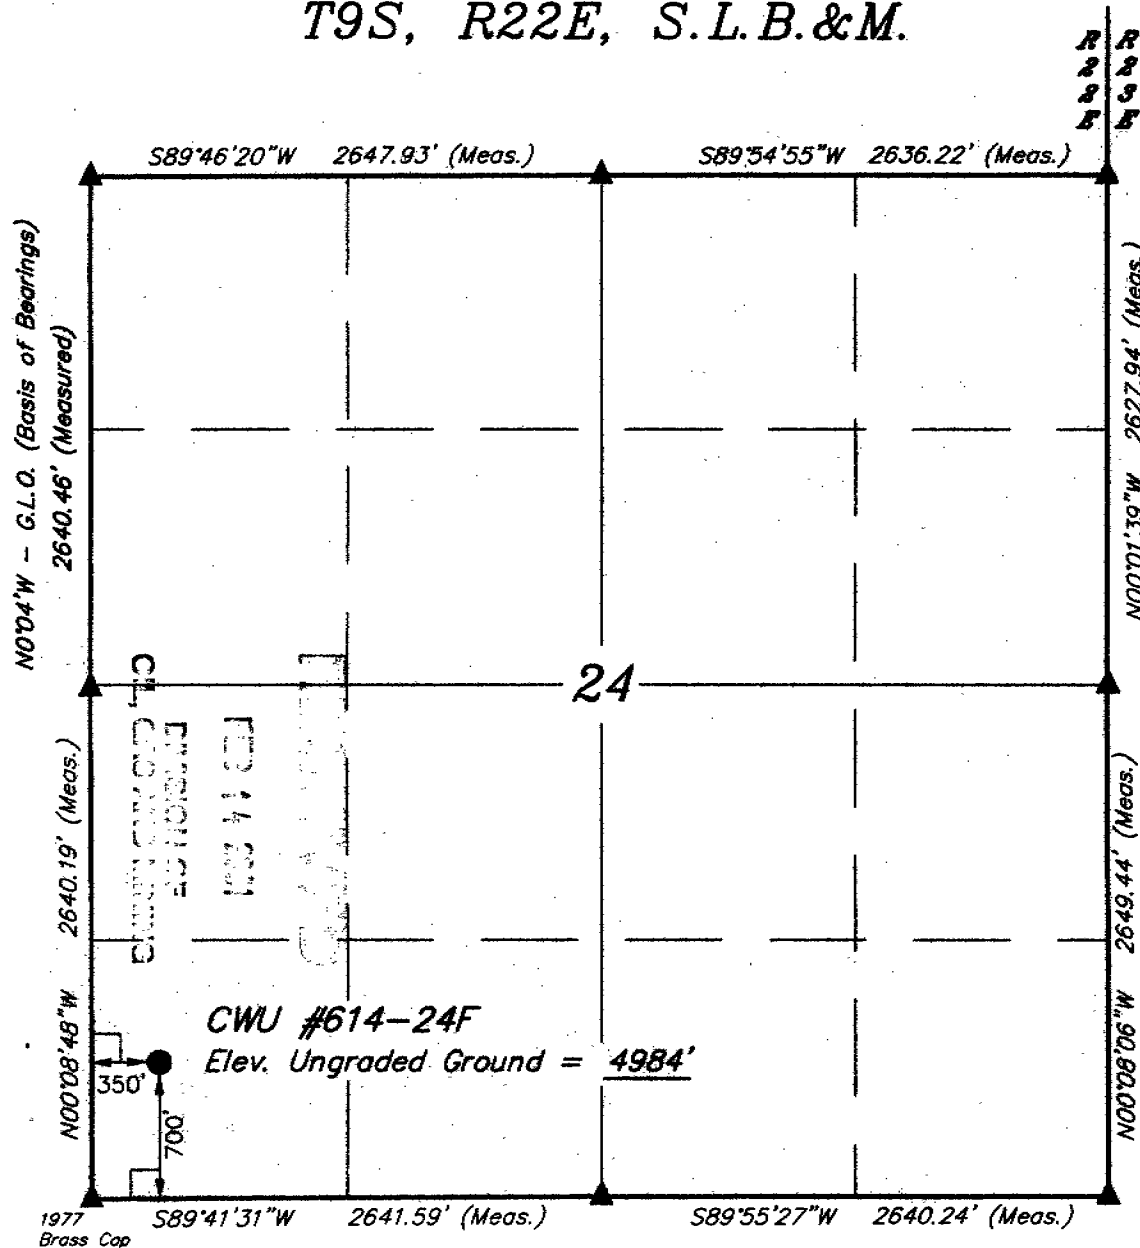 T9S, R22E, S.L.B.&M.
R R
2 2
2 3
E E
S89°46'20"W 2647.93' (Meas.)
S89°54'55"W 2636.22' (Meas.)
N0°04'W - G.L.O. (Basis of Bearings)
2640.46' (Measured)
N00°01'39"W 2627.94' (Meas.)
24
N00°08'48"W 2640.19' (Meas.)
N00°08'06"W 2649.44' (Meas.)
CWU #614-24F
Elev. Ungraded Ground = 4984'
350'
700'
1977
Brass Cap
S89°41'31"W 2641.59' (Meas.)
S89°55'27"W 2640.24' (Meas.)